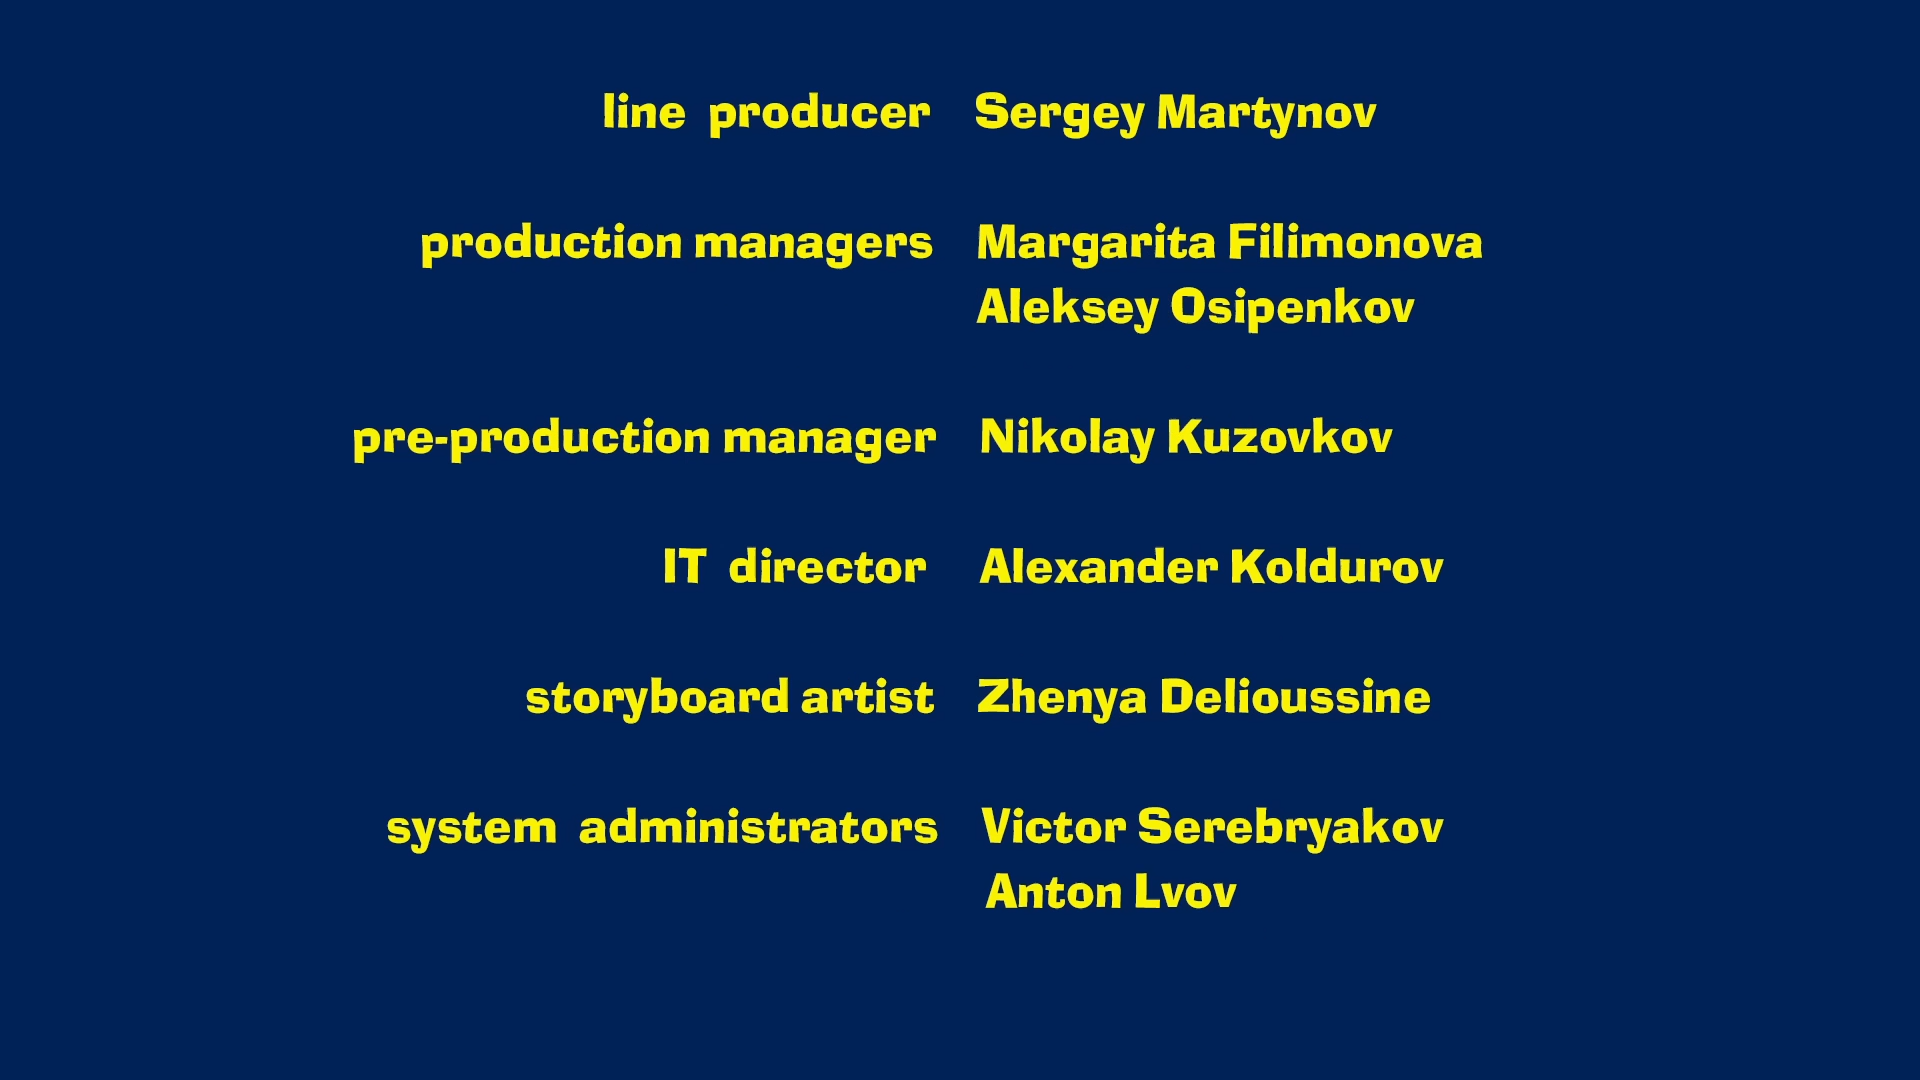 line producer Sergey Martynov
production managers Margarita Filimonova
Aleksey Osipenkov
pre-production manager Nikolay Kuzovkov
IT director Alexander Koldurov
storyboard artist Zhenya Delioussine
system administrators Victor Serebryakov
Anton Lvov